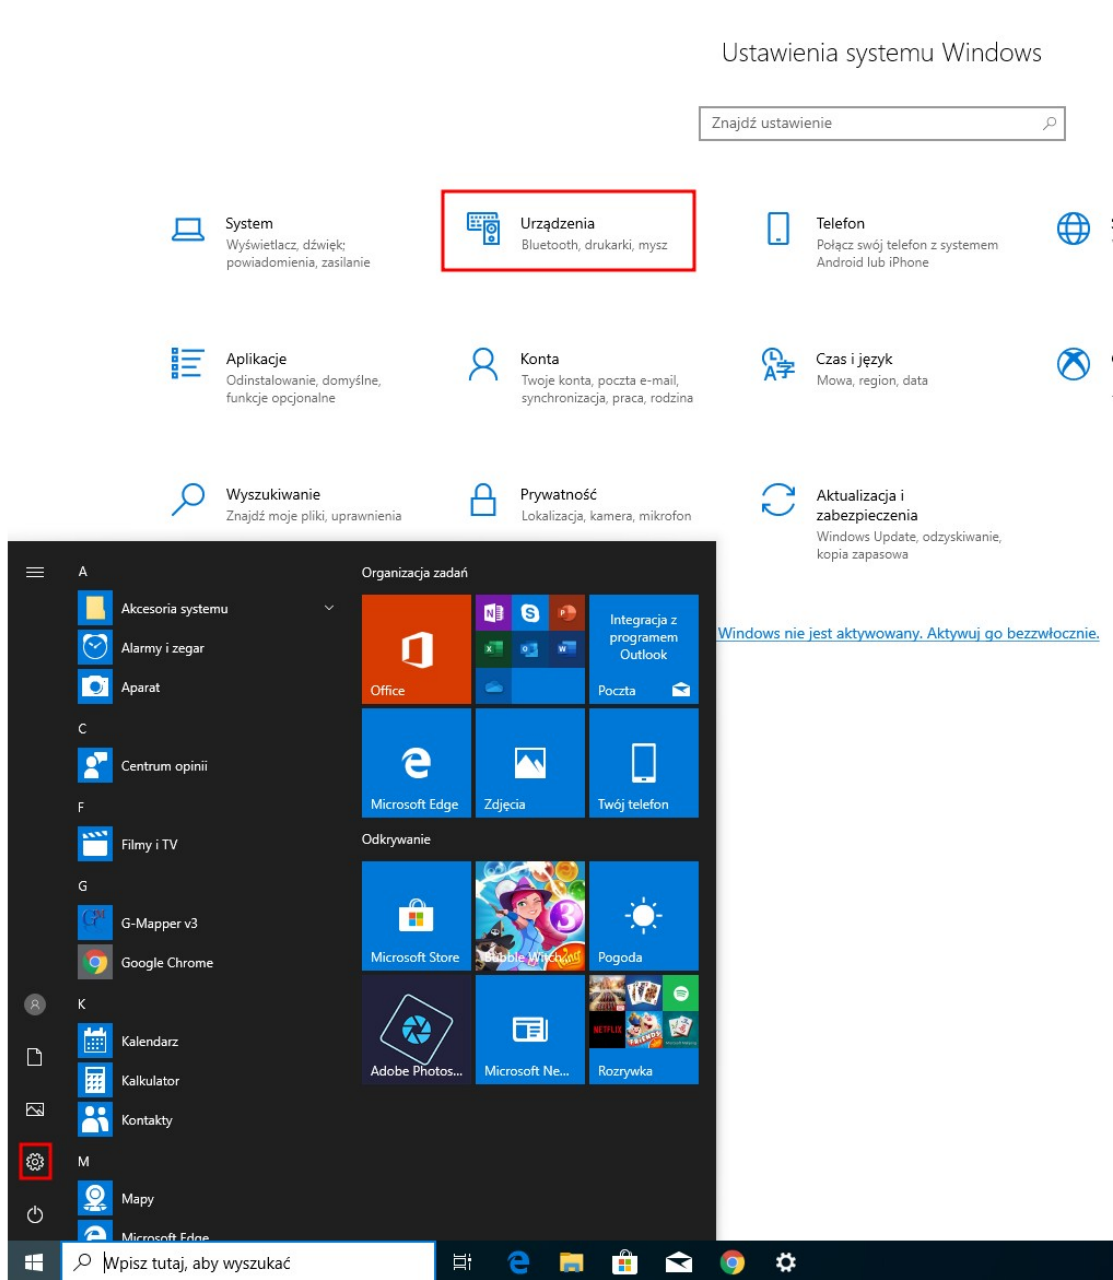 Ustawienia systemu Windows
Znajdź ustawienie
System
Wyświetlacz, dźwięk;
powiadomienia, zasilanie
Urządzenia
Bluetooth, drukarki, mysz
Telefon
Połącz swój telefon z systemem
Android lub iPhone
Aplikacje
Odinstalowanie, domyślne,
funkcje opcjonalne
Konta
Twoje konta, poczta e-mail,
synchronizacja, praca, rodzina
Czas i język
Mowa, region, data
Wyszukiwanie
Znajdź moje pliki, uprawnienia
Prywatność
Lokalizacja, kamera, mikrofon
Aktualizacja i
zabezpieczenia
Windows Update, odzyskiwanie,
kopia zapasowa
Windows nie jest aktywowany. Aktywuj go bezzwłocznie.
A
Akcesoria systemu
Alarmy i zegar
Aparat
C
Centrum opinii
F
Filmy i TV
G
G-Mapper v3
Google Chrome
K
Kalendarz
Kalkulator
Kontakty
M
Mapy
Microsoft Edge
Organizacja zadań
Office
Integracja z
programem
Outlook
Poczta
Microsoft Edge
Zdjęcia
Twój telefon
Odkrywanie
Microsoft Store
Bubble Witch
3
King
Pogoda
Adobe Photos...
Microsoft Ne...
NETFLIX
FRIENDS
Rozrywka
Wpisz tutaj, aby wyszukać